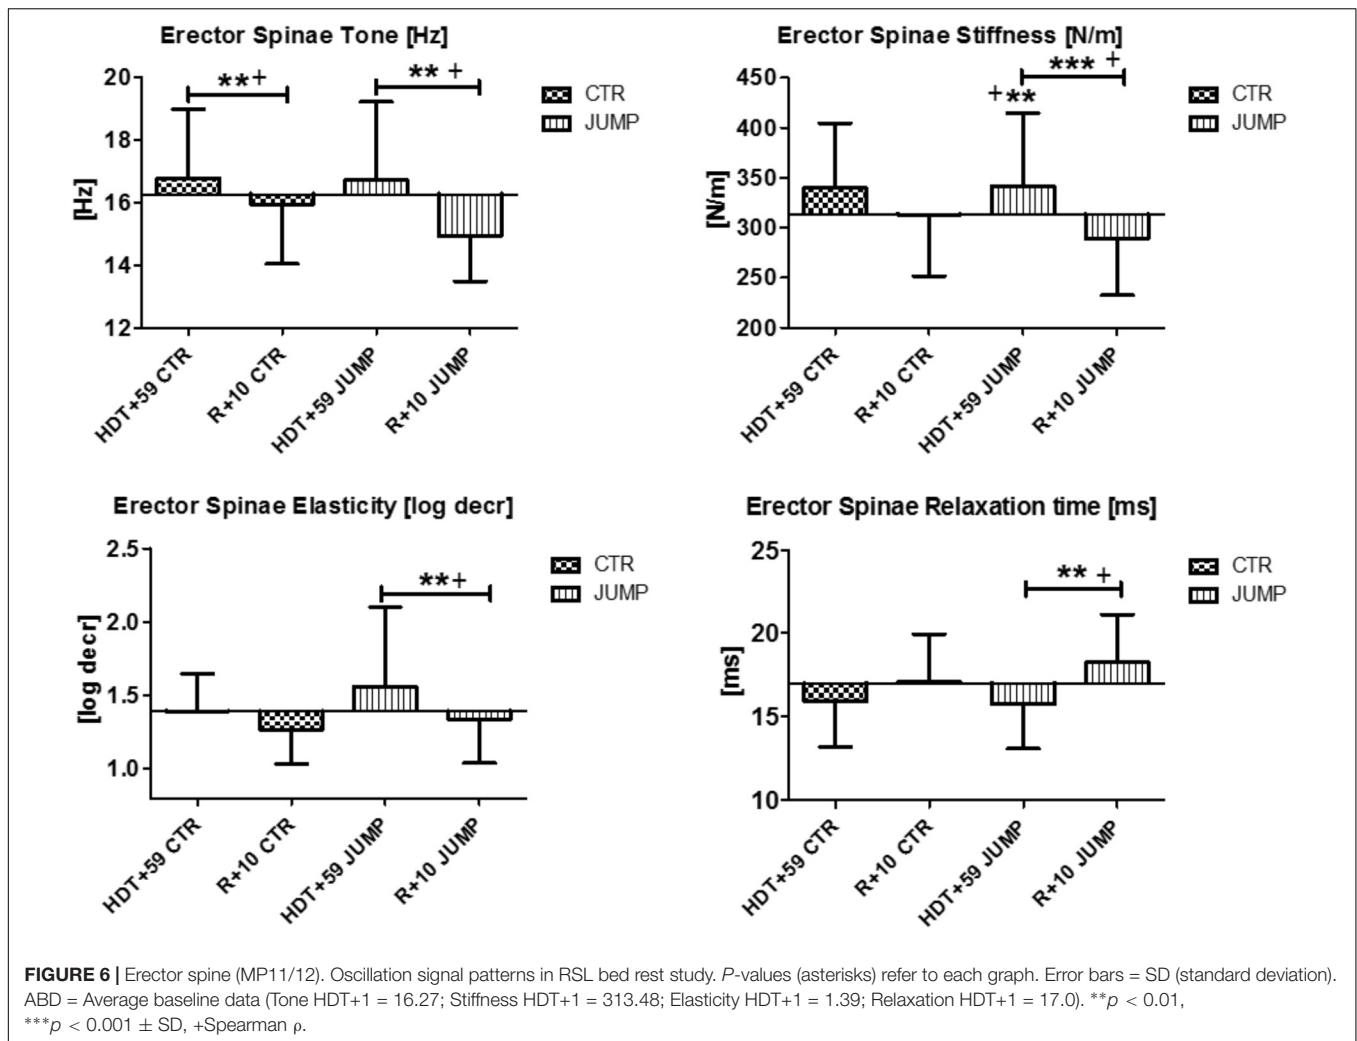 Erector Spinae Tone [Hz]
**+
** +
CTR
JUMP
20
18
16
14
12
[Hz]
HDT+59 CTR
R+10 CTR
HDT+59 JUMP
R+10 JUMP
Erector Spinae Stiffness [N/m]
*** +
+**
CTR
JUMP
450
400
350
300
250
200
[N/m]
HDT+59 CTR
R+10 CTR
HDT+59 JUMP
R+10 JUMP
Erector Spinae Elasticity [log decr]
**+
CTR
JUMP
2.5
2.0
1.5
1.0
[log decr]
HDT+59 CTR
R+10 CTR
HDT+59 JUMP
R+10 JUMP
Erector Spinae Relaxation time [ms]
** +
CTR
JUMP
25
20
15
10
[ms]
HDT+59 CTR
R+10 CTR
HDT+59 JUMP
R+10 JUMP
FIGURE 6 | Erector spine (MP11/12). Oscillation signal patterns in RSL bed rest study. P-values (asterisks) refer to each graph. Error bars = SD (standard deviation).
ABD = Average baseline data (Tone HDT+1 = 16.27; Stiffness HDT+1 = 313.48; Elasticity HDT+1 = 1.39; Relaxation HDT+1 = 17.0). **p < 0.01,
***p < 0.001 ± SD, +Spearman ρ.